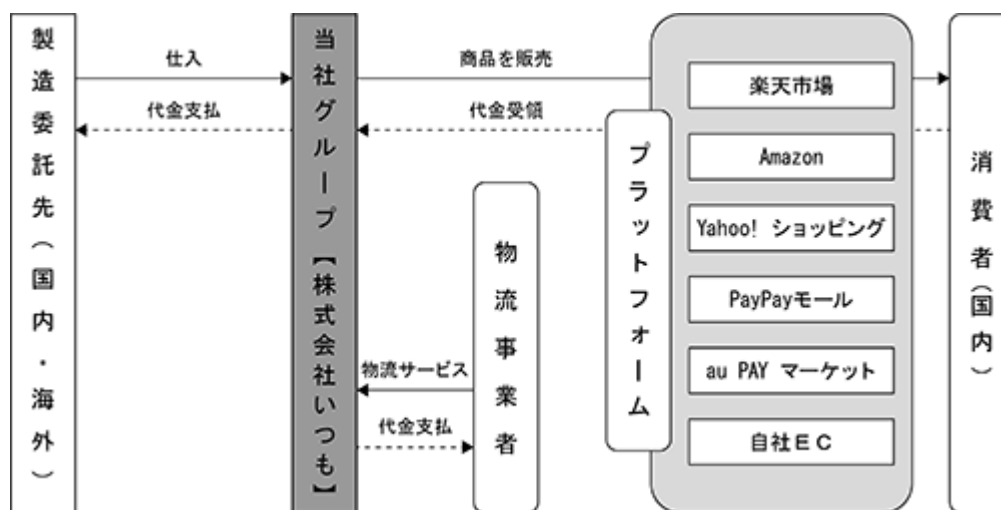 製造委託先（国内・海外）
仕入
代金支払
当社グループ【株式会社いつも】
商品を販売
代金受領
物流サービス
代金支払
物流事業者
プラットフォーム
楽天市場
Amazon
Yahoo! ショッピング
PayPayモール
au PAY マーケット
自社ＥＣ
消費者（国内）